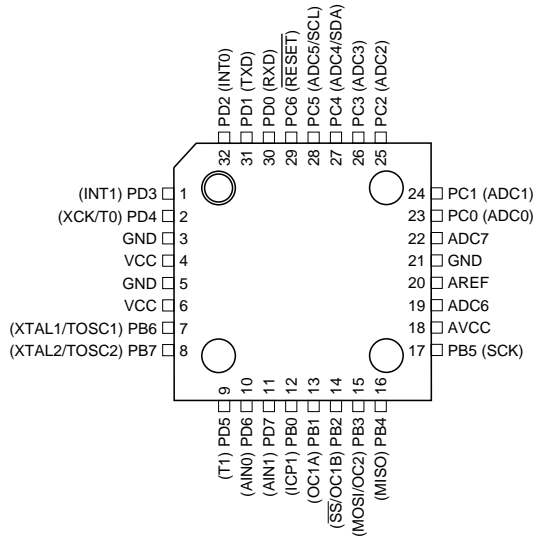 32 PD2 (INT0)
31 PD1 (TXD)
30 PD0 (RXD)
29 PC6 (RESET)
28 PC5 (ADC5/SCL)
27 PC4 (ADC4/SDA)
26 PC3 (ADC3)
25 PC2 (ADC2)
(INT1) PD3 1
(XCK/T0) PD4 2
GND 3
VCC 4
GND 5
VCC 6
(XTAL1/TOSC1) PB6 7
(XTAL2/TOSC2) PB7 8
24 PC1 (ADC1)
23 PC0 (ADC0)
22 ADC7
21 GND
20 AREF
19 ADC6
18 AVCC
17 PB5 (SCK)
(T1) PD5 9
(AIN0) PD6 10
(AIN1) PD7 11
(ICP1) PB0 12
(OC1A) PB1 13
(SS/OC1B) PB2 14
(MOSI/OC2) PB3 15
(MISO) PB4 16